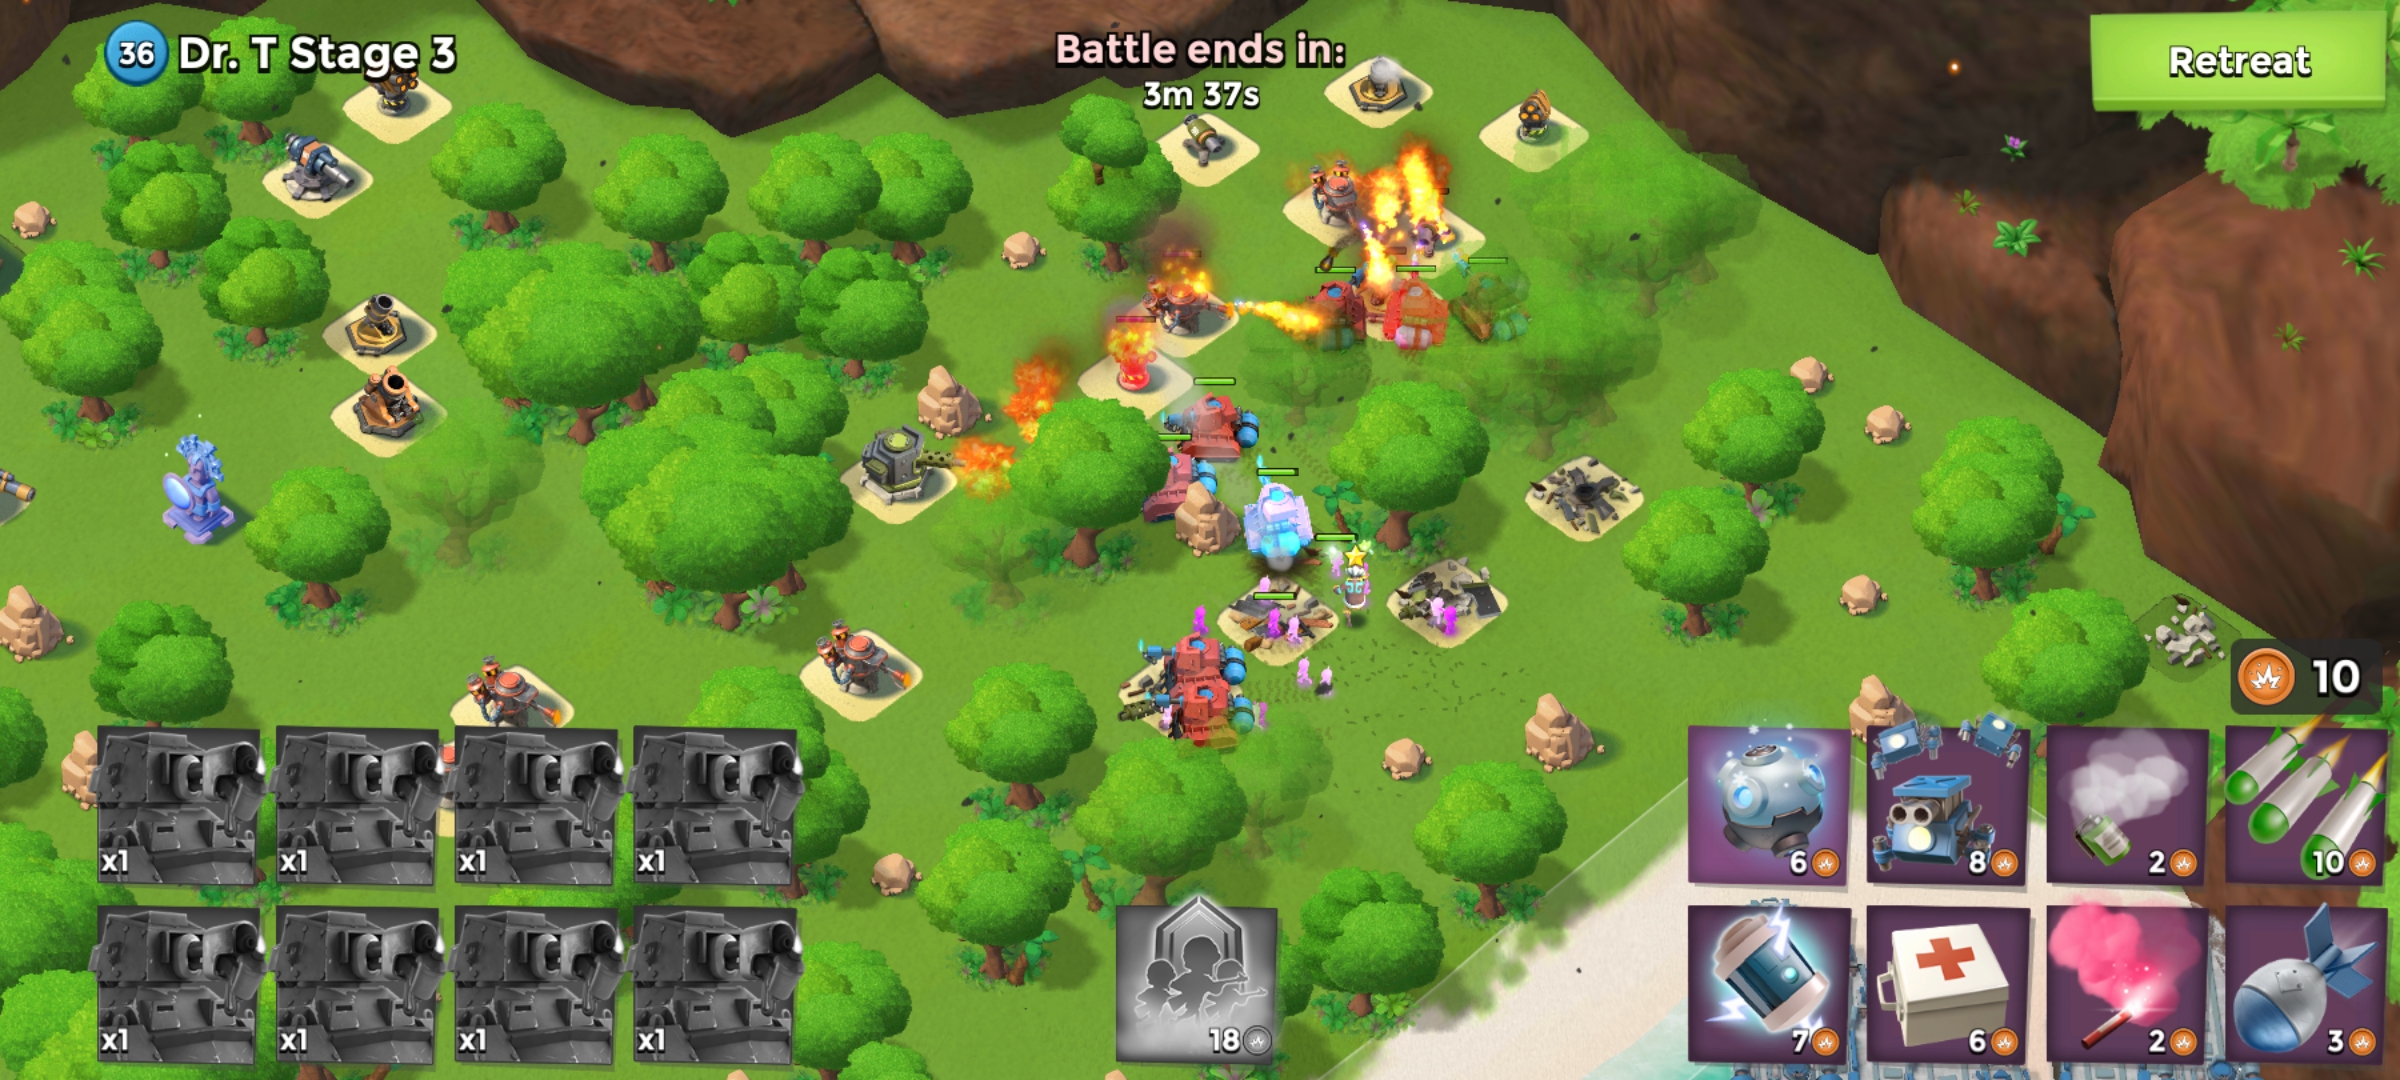 36 Dr. T Stage 3
Battle ends in:
3m 37s
Retreat
10
6 8 2 10
x1 x1 x1 x1
7 6 2 3
x1 x1 x1 x1
18